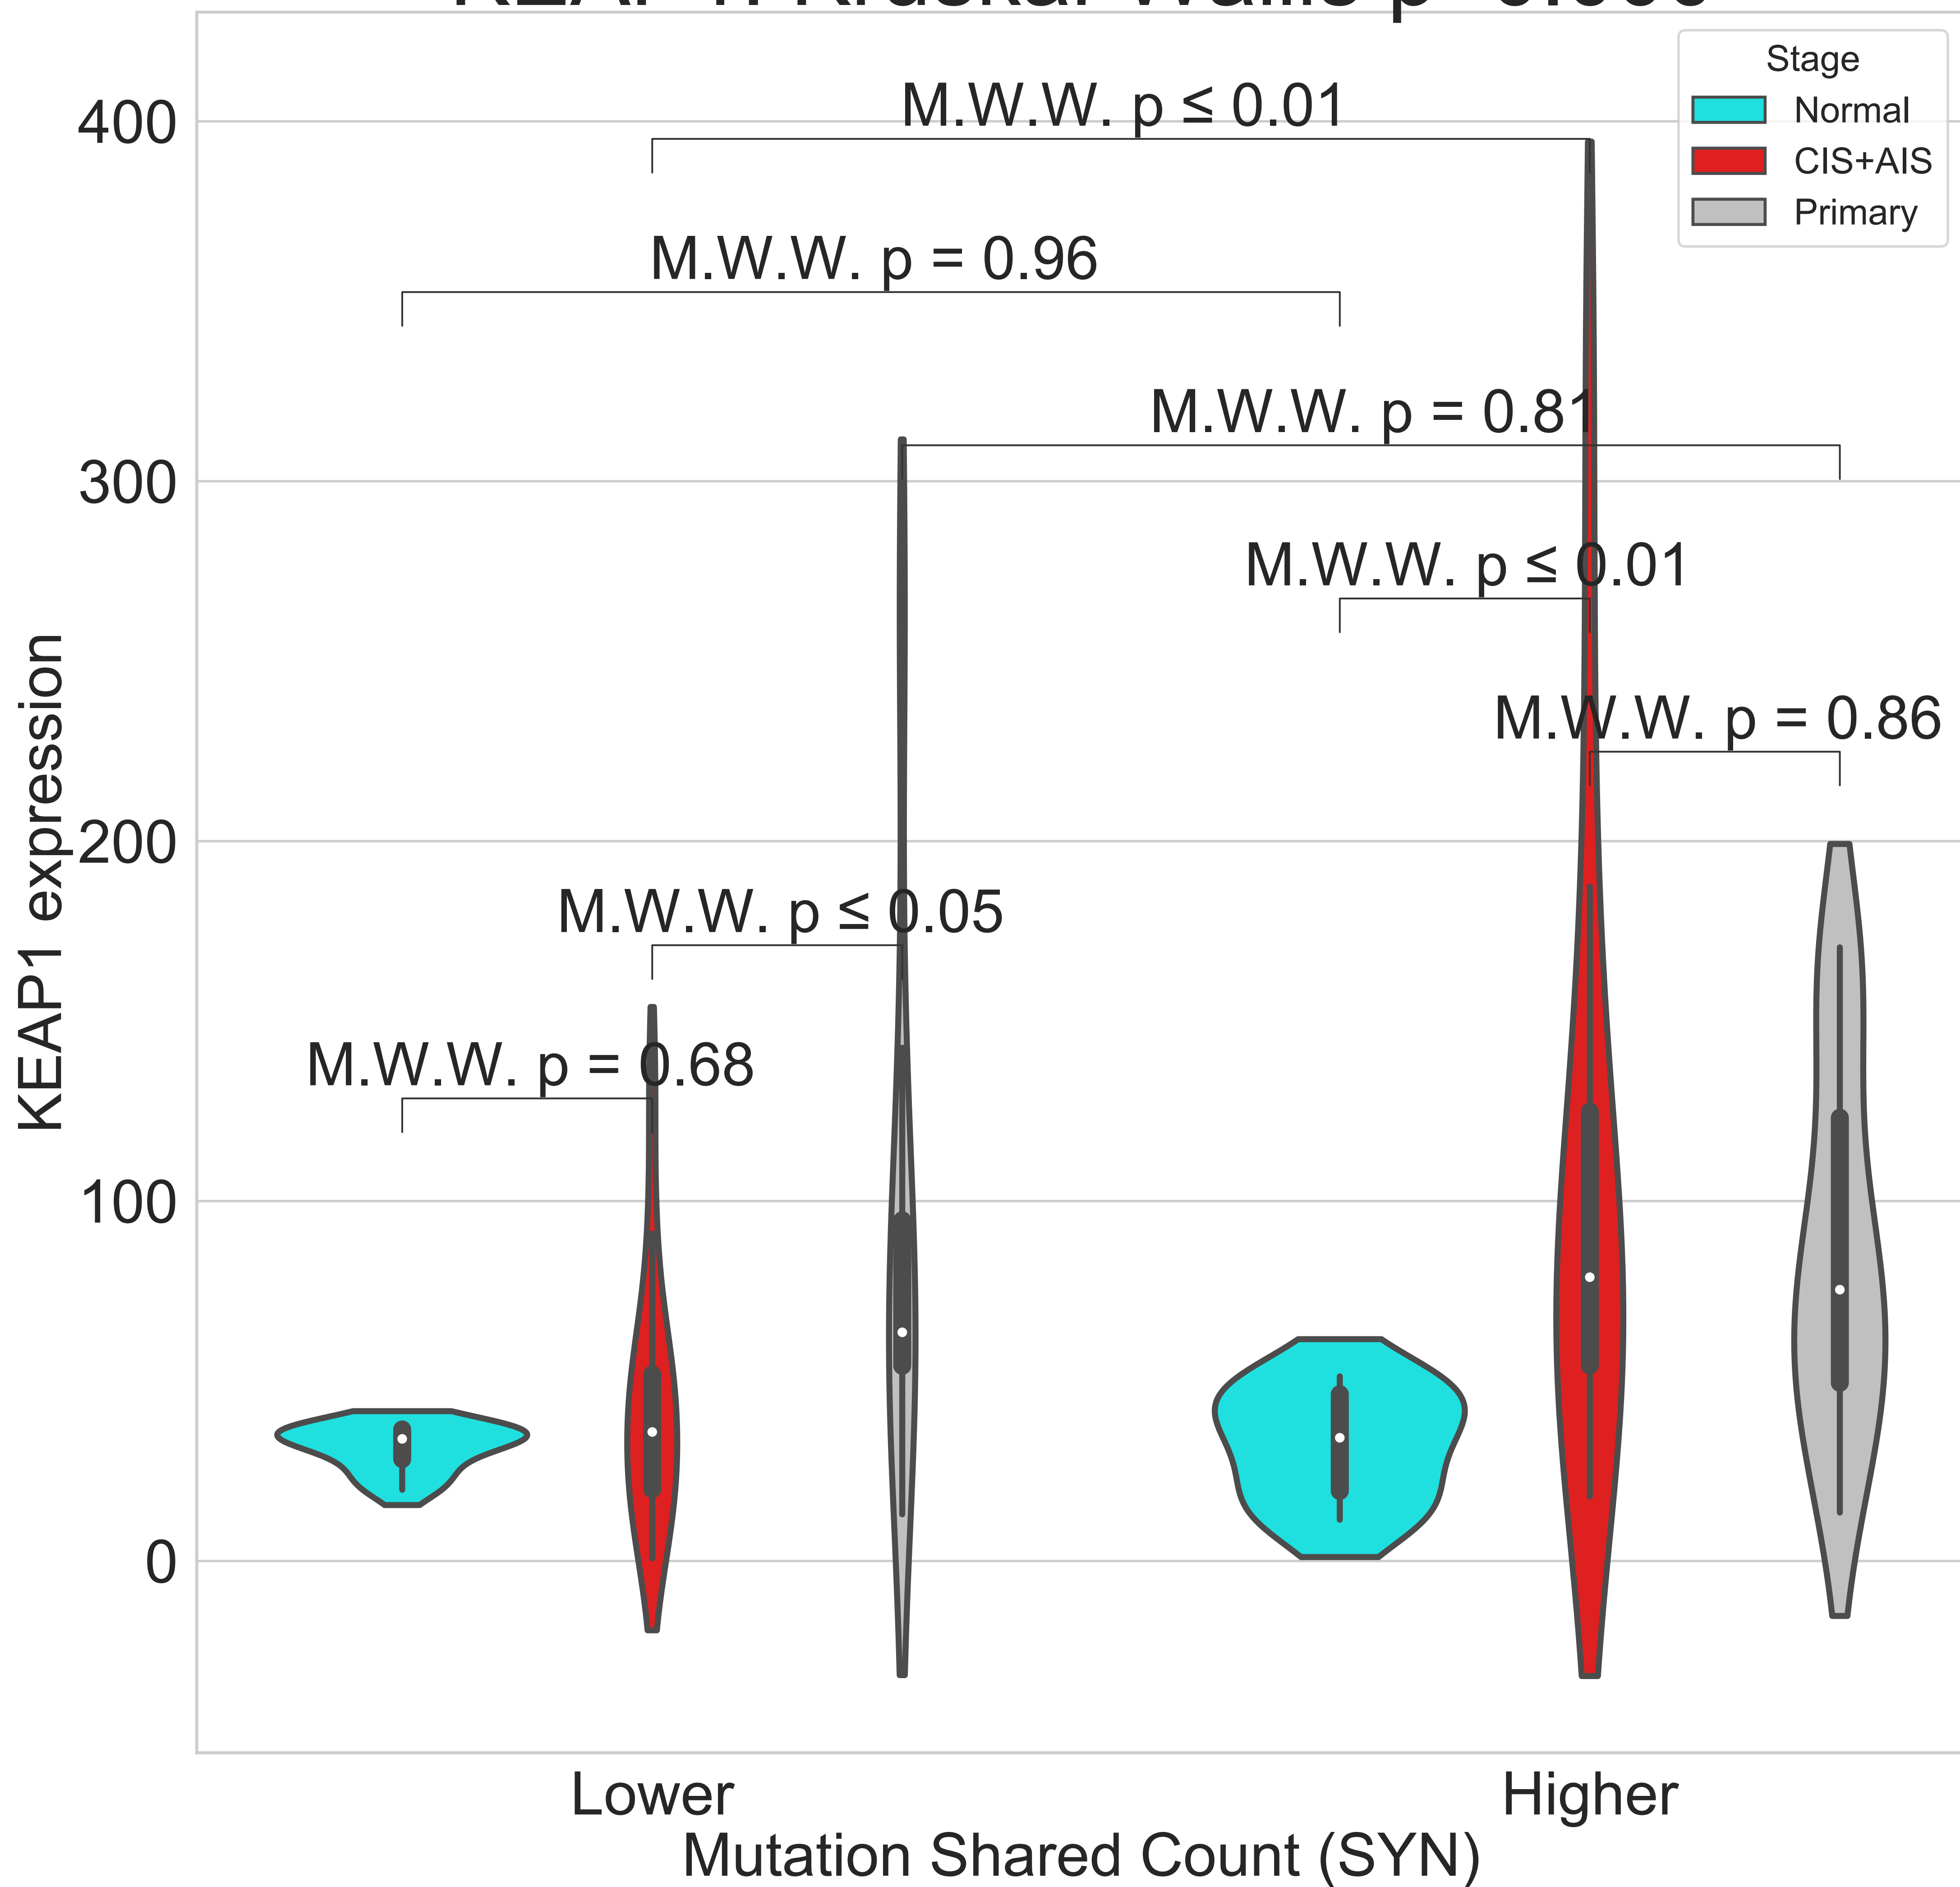 Stage
Normal
CIS+AIS
Primary
M.W.W. p ≤ 0.01
M.W.W. p = 0.96
M.W.W. p = 0.81
M.W.W. p ≤ 0.01
M.W.W. p = 0.86
M.W.W. p ≤ 0.05
M.W.W. p = 0.68
400
300
200
100
0
KEAP1 expression
Lower
Higher
Mutation Shared Count (SYN)